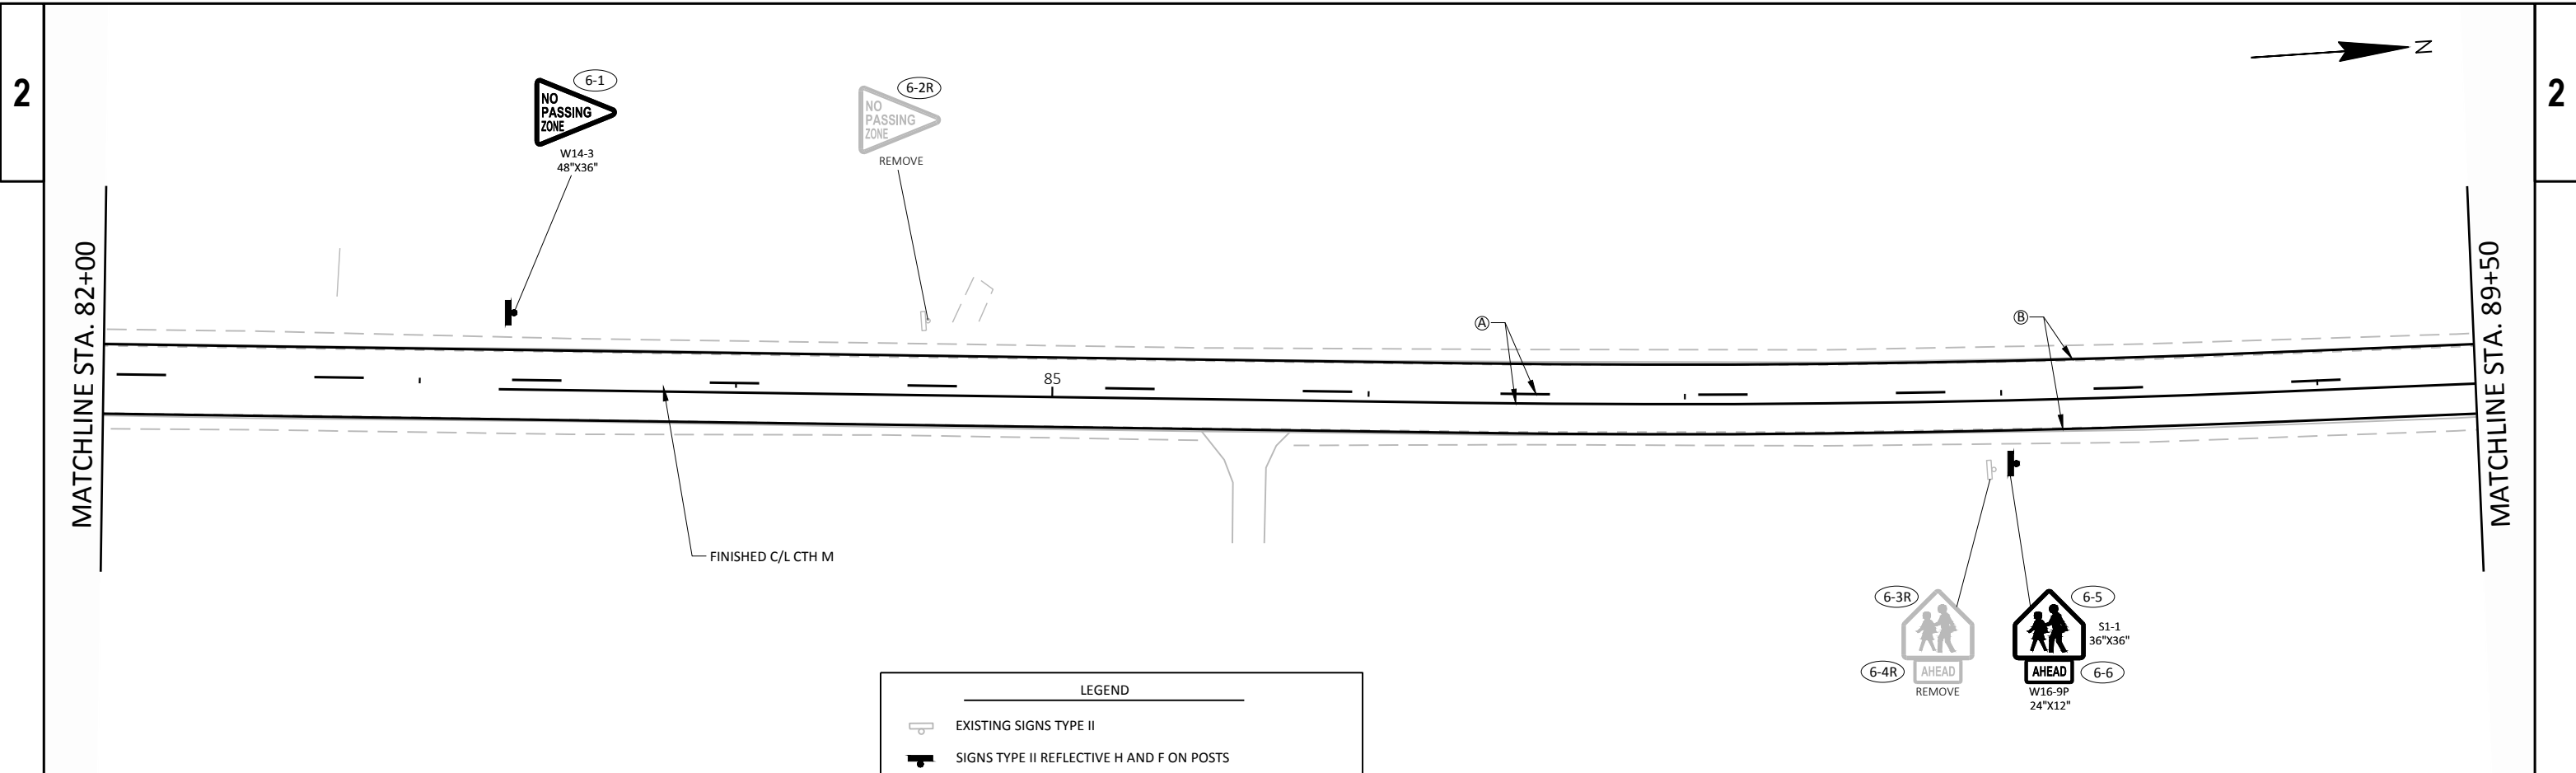 2
N
2
6-1
NO
PASSING
ZONE
W14-3
48"X36"
6-2R
NO
PASSING
ZONE
REMOVE
MATCHLINE STA. 82+00
MATCHLINE STA. 89+50
A
B
85
FINISHED C/L CTH M
6-3R
6-4R
AHEAD
REMOVE
6-5
S1-1
36"X36"
AHEAD
6-6
W16-9P
24"X12"
LEGEND
EXISTING SIGNS TYPE II
SIGNS TYPE II REFLECTIVE H AND F ON POSTS